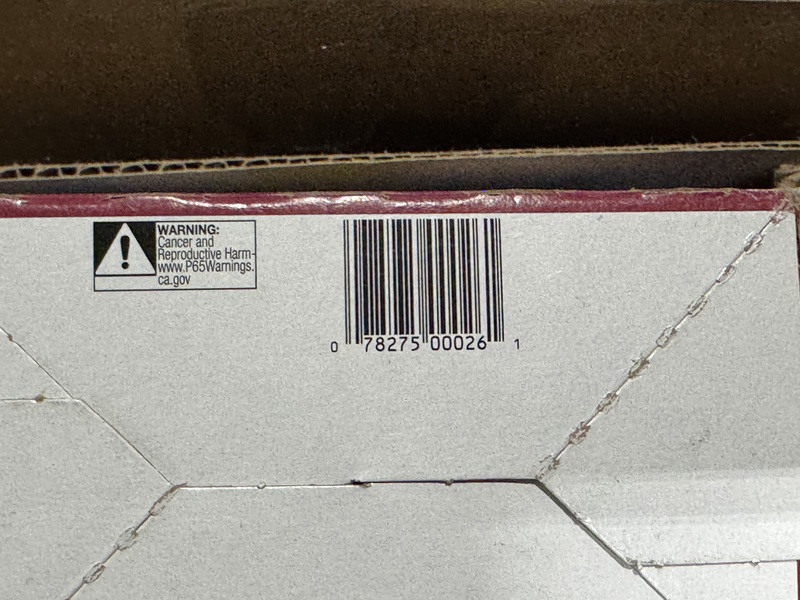 WARNING:
Cancer and
Reproductive Harm-
www.P65Warnings.
ca.gov
0 78275 00026 1